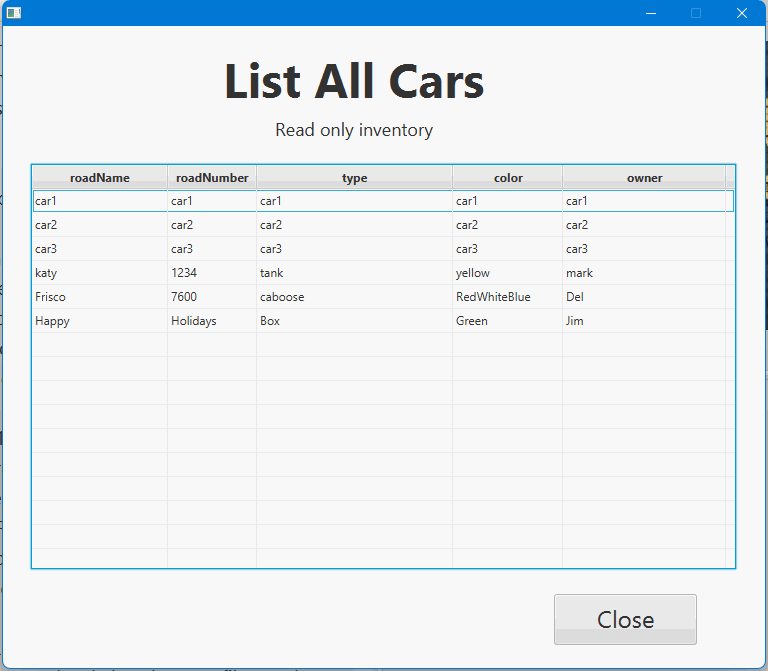 List All Cars
Read only inventory
roadName roadNumber type color owner
car1 car1 car1 car1 car1
car2 car2 car2 car2 car2
car3 car3 car3 car3 car3
katy 1234 tank yellow mark
Frisco 7600 caboose RedWhiteBlue Del
Happy Holidays Box Green Jim
Close